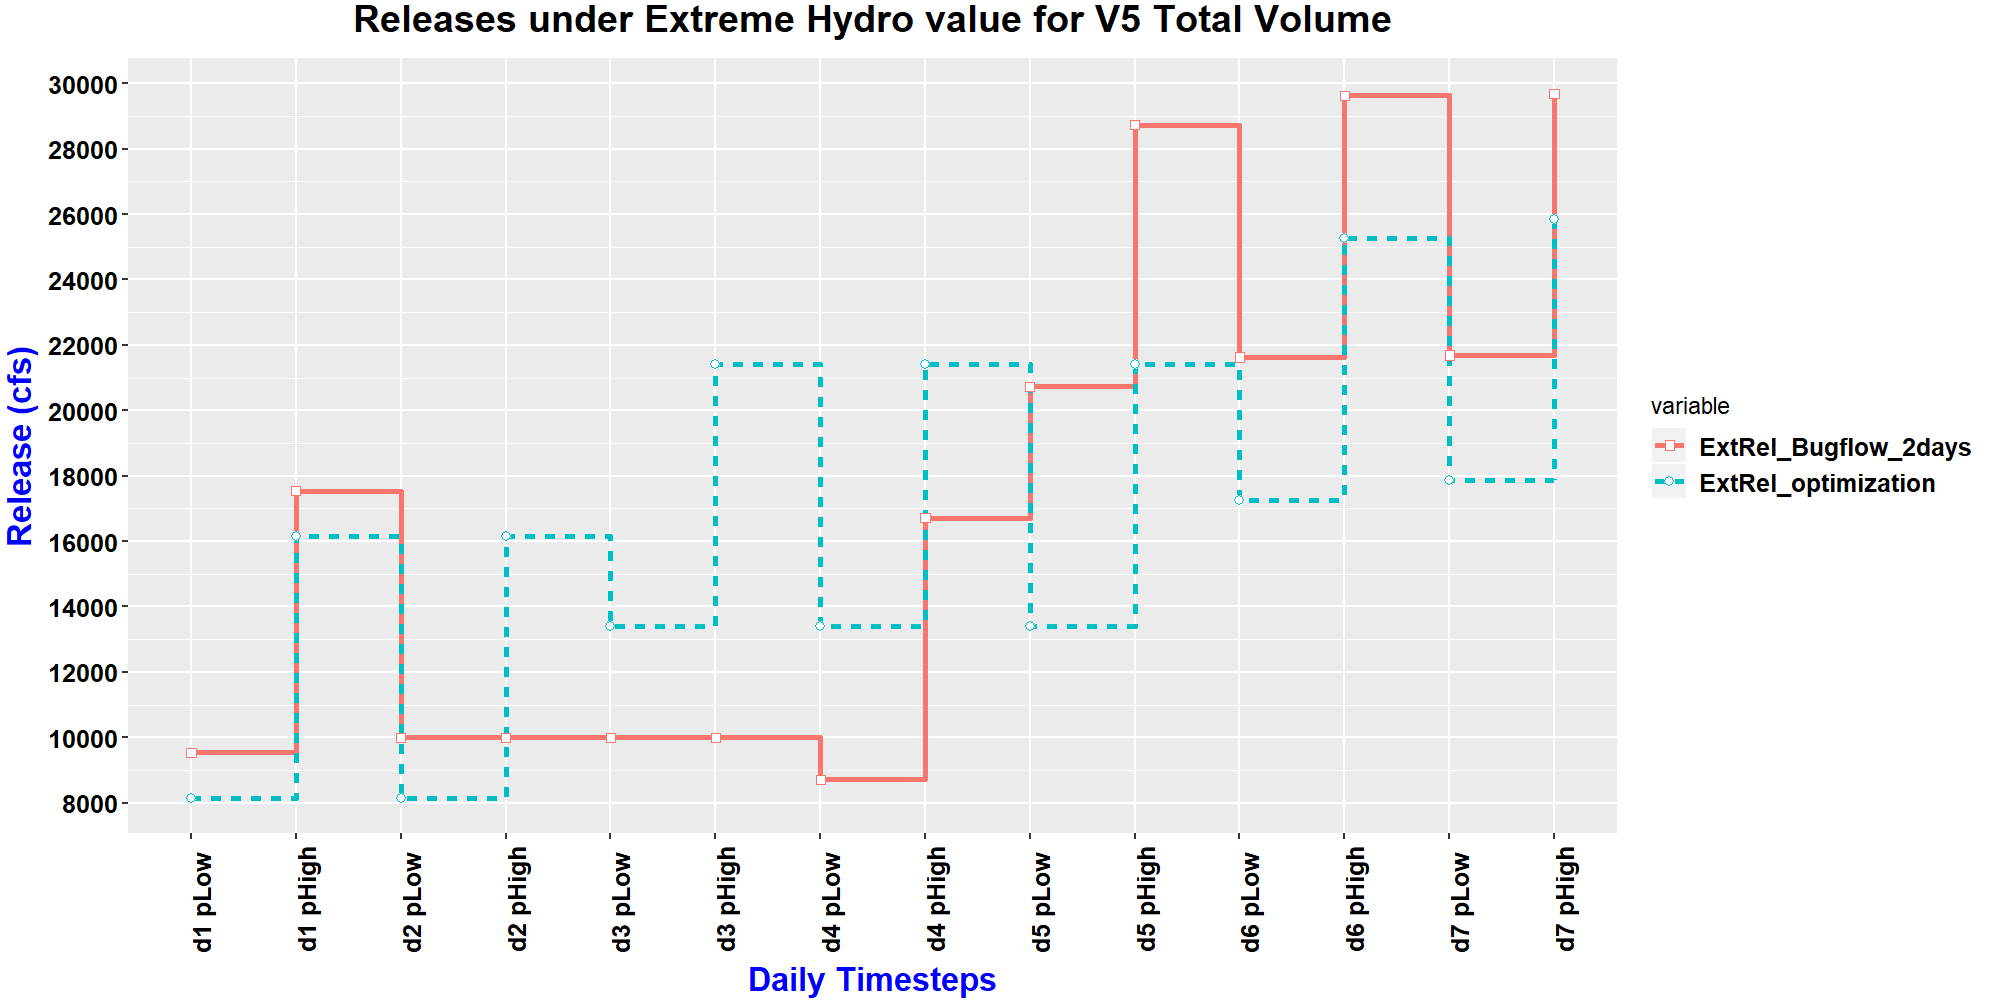 Releases under Extreme Hydro value for V5 Total Volume
30000
28000
26000
24000
22000
20000
18000
16000
14000
12000
10000
8000
Release (cfs)
d1 pLow
d1 pHigh
d2 pLow
d2 pHigh
d3 pLow
d3 pHigh
d4 pLow
d4 pHigh
d5 pLow
d5 pHigh
d6 pLow
d6 pHigh
d7 pLow
d7 pHigh
Daily Timesteps
variable
ExtRel_Bugflow_2days
ExtRel_optimization